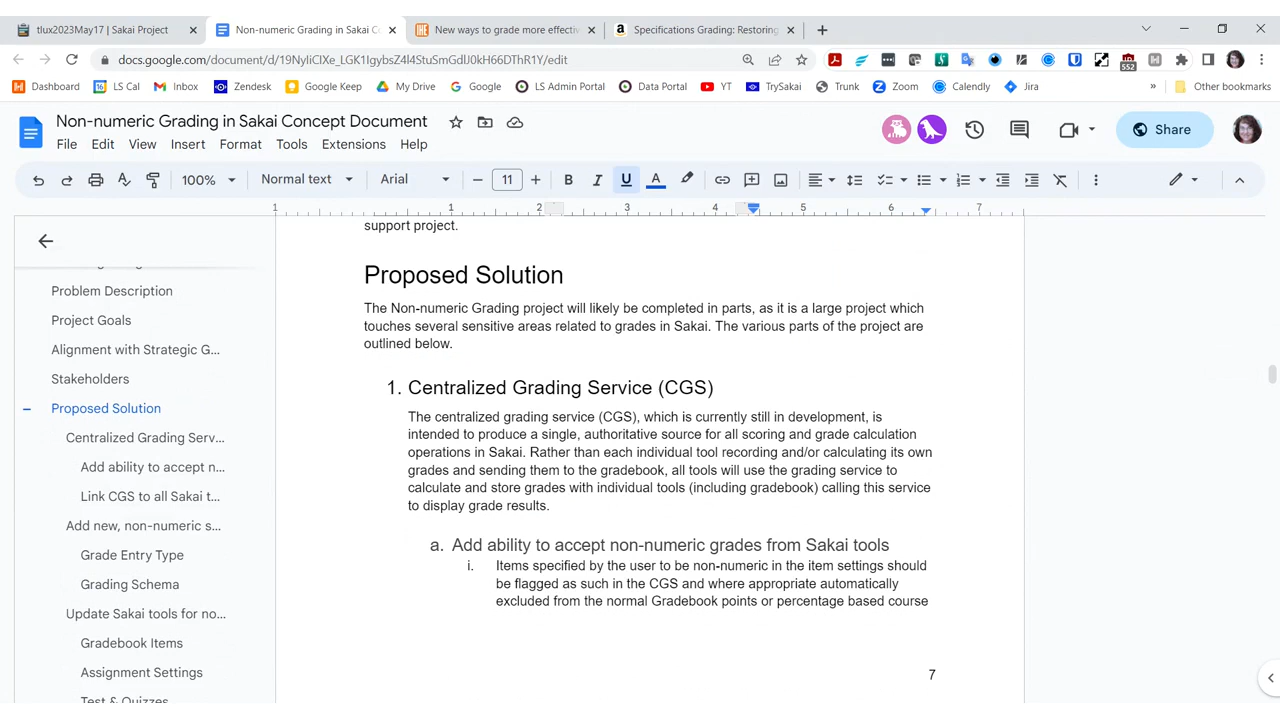 tlux2023May17 | Sakai Project
Non-numeric Grading in Sakai C
New ways to grade more effecti
Specifications Grading: Restoring
docs.google.com/document/d/19NyIiClXe_LGK1IgybsZ4l4StuSmGdlJ0kH66DThR1Y/edit
552
Dashboard
LS Cal
Inbox
Zendesk
Google Keep
My Drive
Google
LS Admin Portal
Data Portal
YT
TrySakai
Trunk
Zoom
Calendly
Jira
»
Other bookmarks
Non-numeric Grading in Sakai Concept Document
File Edit View Insert Format Tools Extensions Help
Share
100% Normal text Arial − 11 + B I U A
1 1 2 3 4 5 6 7
support project.
Problem Description
Project Goals
Alignment with Strategic G...
Stakeholders
Proposed Solution
Centralized Grading Serv...
Add ability to accept n...
Link CGS to all Sakai t...
Add new, non-numeric s...
Grade Entry Type
Grading Schema
Update Sakai tools for no...
Gradebook Items
Assignment Settings
Test & Quizzes
Proposed Solution
The Non-numeric Grading project will likely be completed in parts, as it is a large project which
touches several sensitive areas related to grades in Sakai. The various parts of the project are
outlined below.
1. Centralized Grading Service (CGS)
The centralized grading service (CGS), which is currently still in development, is
intended to produce a single, authoritative source for all scoring and grade calculation
operations in Sakai. Rather than each individual tool recording and/or calculating its own
grades and sending them to the gradebook, all tools will use the grading service to
calculate and store grades with individual tools (including gradebook) calling this service
to display grade results.
a. Add ability to accept non-numeric grades from Sakai tools
i. Items specified by the user to be non-numeric in the item settings should
be flagged as such in the CGS and where appropriate automatically
excluded from the normal Gradebook points or percentage based course
7